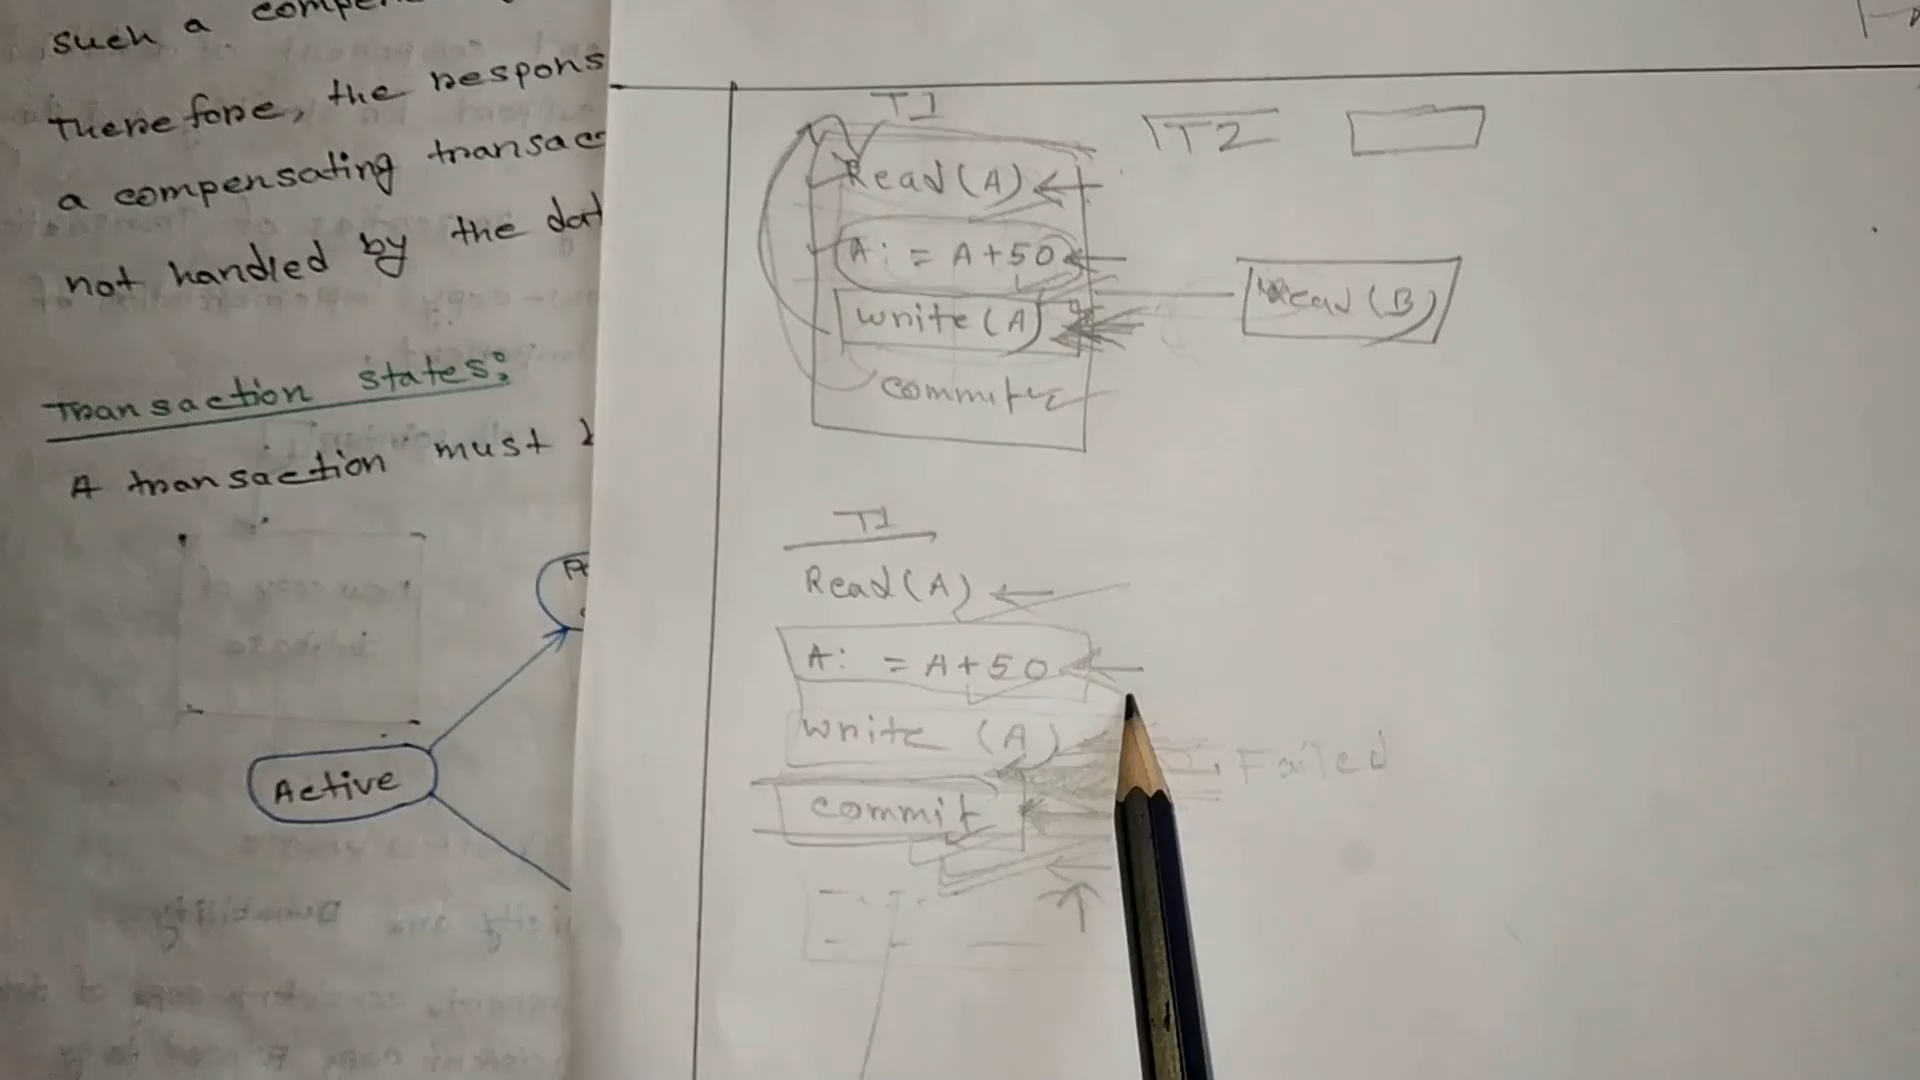 such a
Therefore, the respons
a compensating transac
not handled by the dat
Transaction states:
A transaction must
Active
T1
Read (A)
A: = A+50
write (A)
commit
T2
Read (B)
T1
Read (A)
A: = A+50
write (A)
commit
Failed